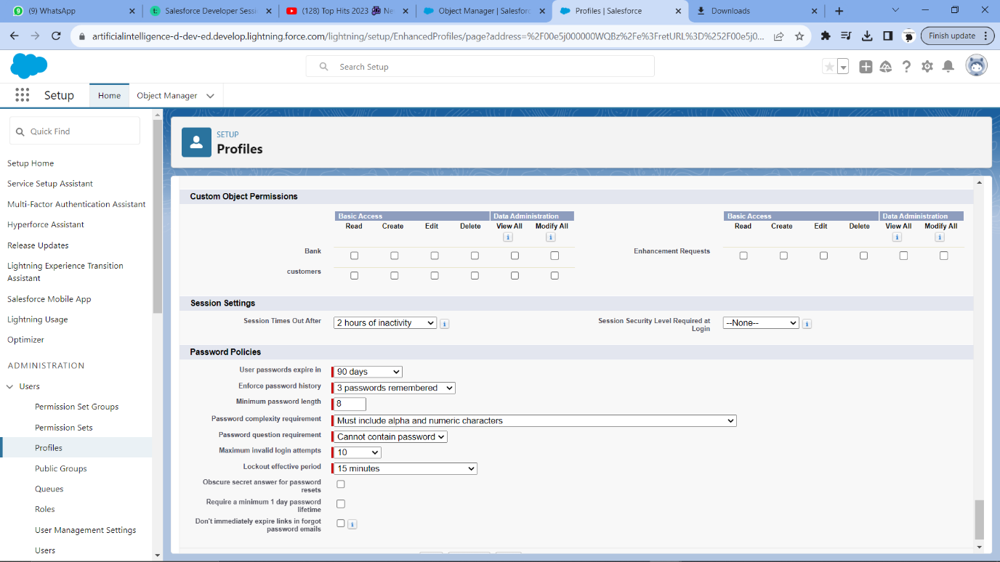 (9) WhatsApp
Salesforce Developer Sessi
(128) Top Hits 2023 Ne
Object Manager | Salesforc
Profiles | Salesforce
Downloads
artificialintelligence-d-dev-ed.develop.lightning.force.com/lightning/setup/EnhancedProfiles/page?address=%2F00e5j000000WQBz%2Fe%3FretURL%3D%252F00e5j0...
Finish update
Search Setup
Setup
Home
Object Manager
Quick Find
Setup Home
Service Setup Assistant
Multi-Factor Authentication Assistant
Hyperforce Assistant
Release Updates
Lightning Experience Transition
Assistant
Salesforce Mobile App
Lightning Usage
Optimizer
ADMINISTRATION
Users
Permission Set Groups
Permission Sets
Profiles
Public Groups
Queues
Roles
User Management Settings
Users
SETUP
Profiles
Custom Object Permissions
Basic Access Data Administration Basic Access Data Administration
Read Create Edit Delete View All Modify All Read Create Edit Delete View All Modify All
Bank Enhancement Requests
customers
Session Settings
Session Times Out After 2 hours of inactivity Session Security Level Required at
Login --None--
Password Policies
User passwords expire in 90 days
Enforce password history 3 passwords remembered
Minimum password length 8
Password complexity requirement Must include alpha and numeric characters
Password question requirement Cannot contain password
Maximum invalid login attempts 10
Lockout effective period 15 minutes
Obscure secret answer for password
resets
Require a minimum 1 day password
lifetime
Don't immediately expire links in forgot
password emails